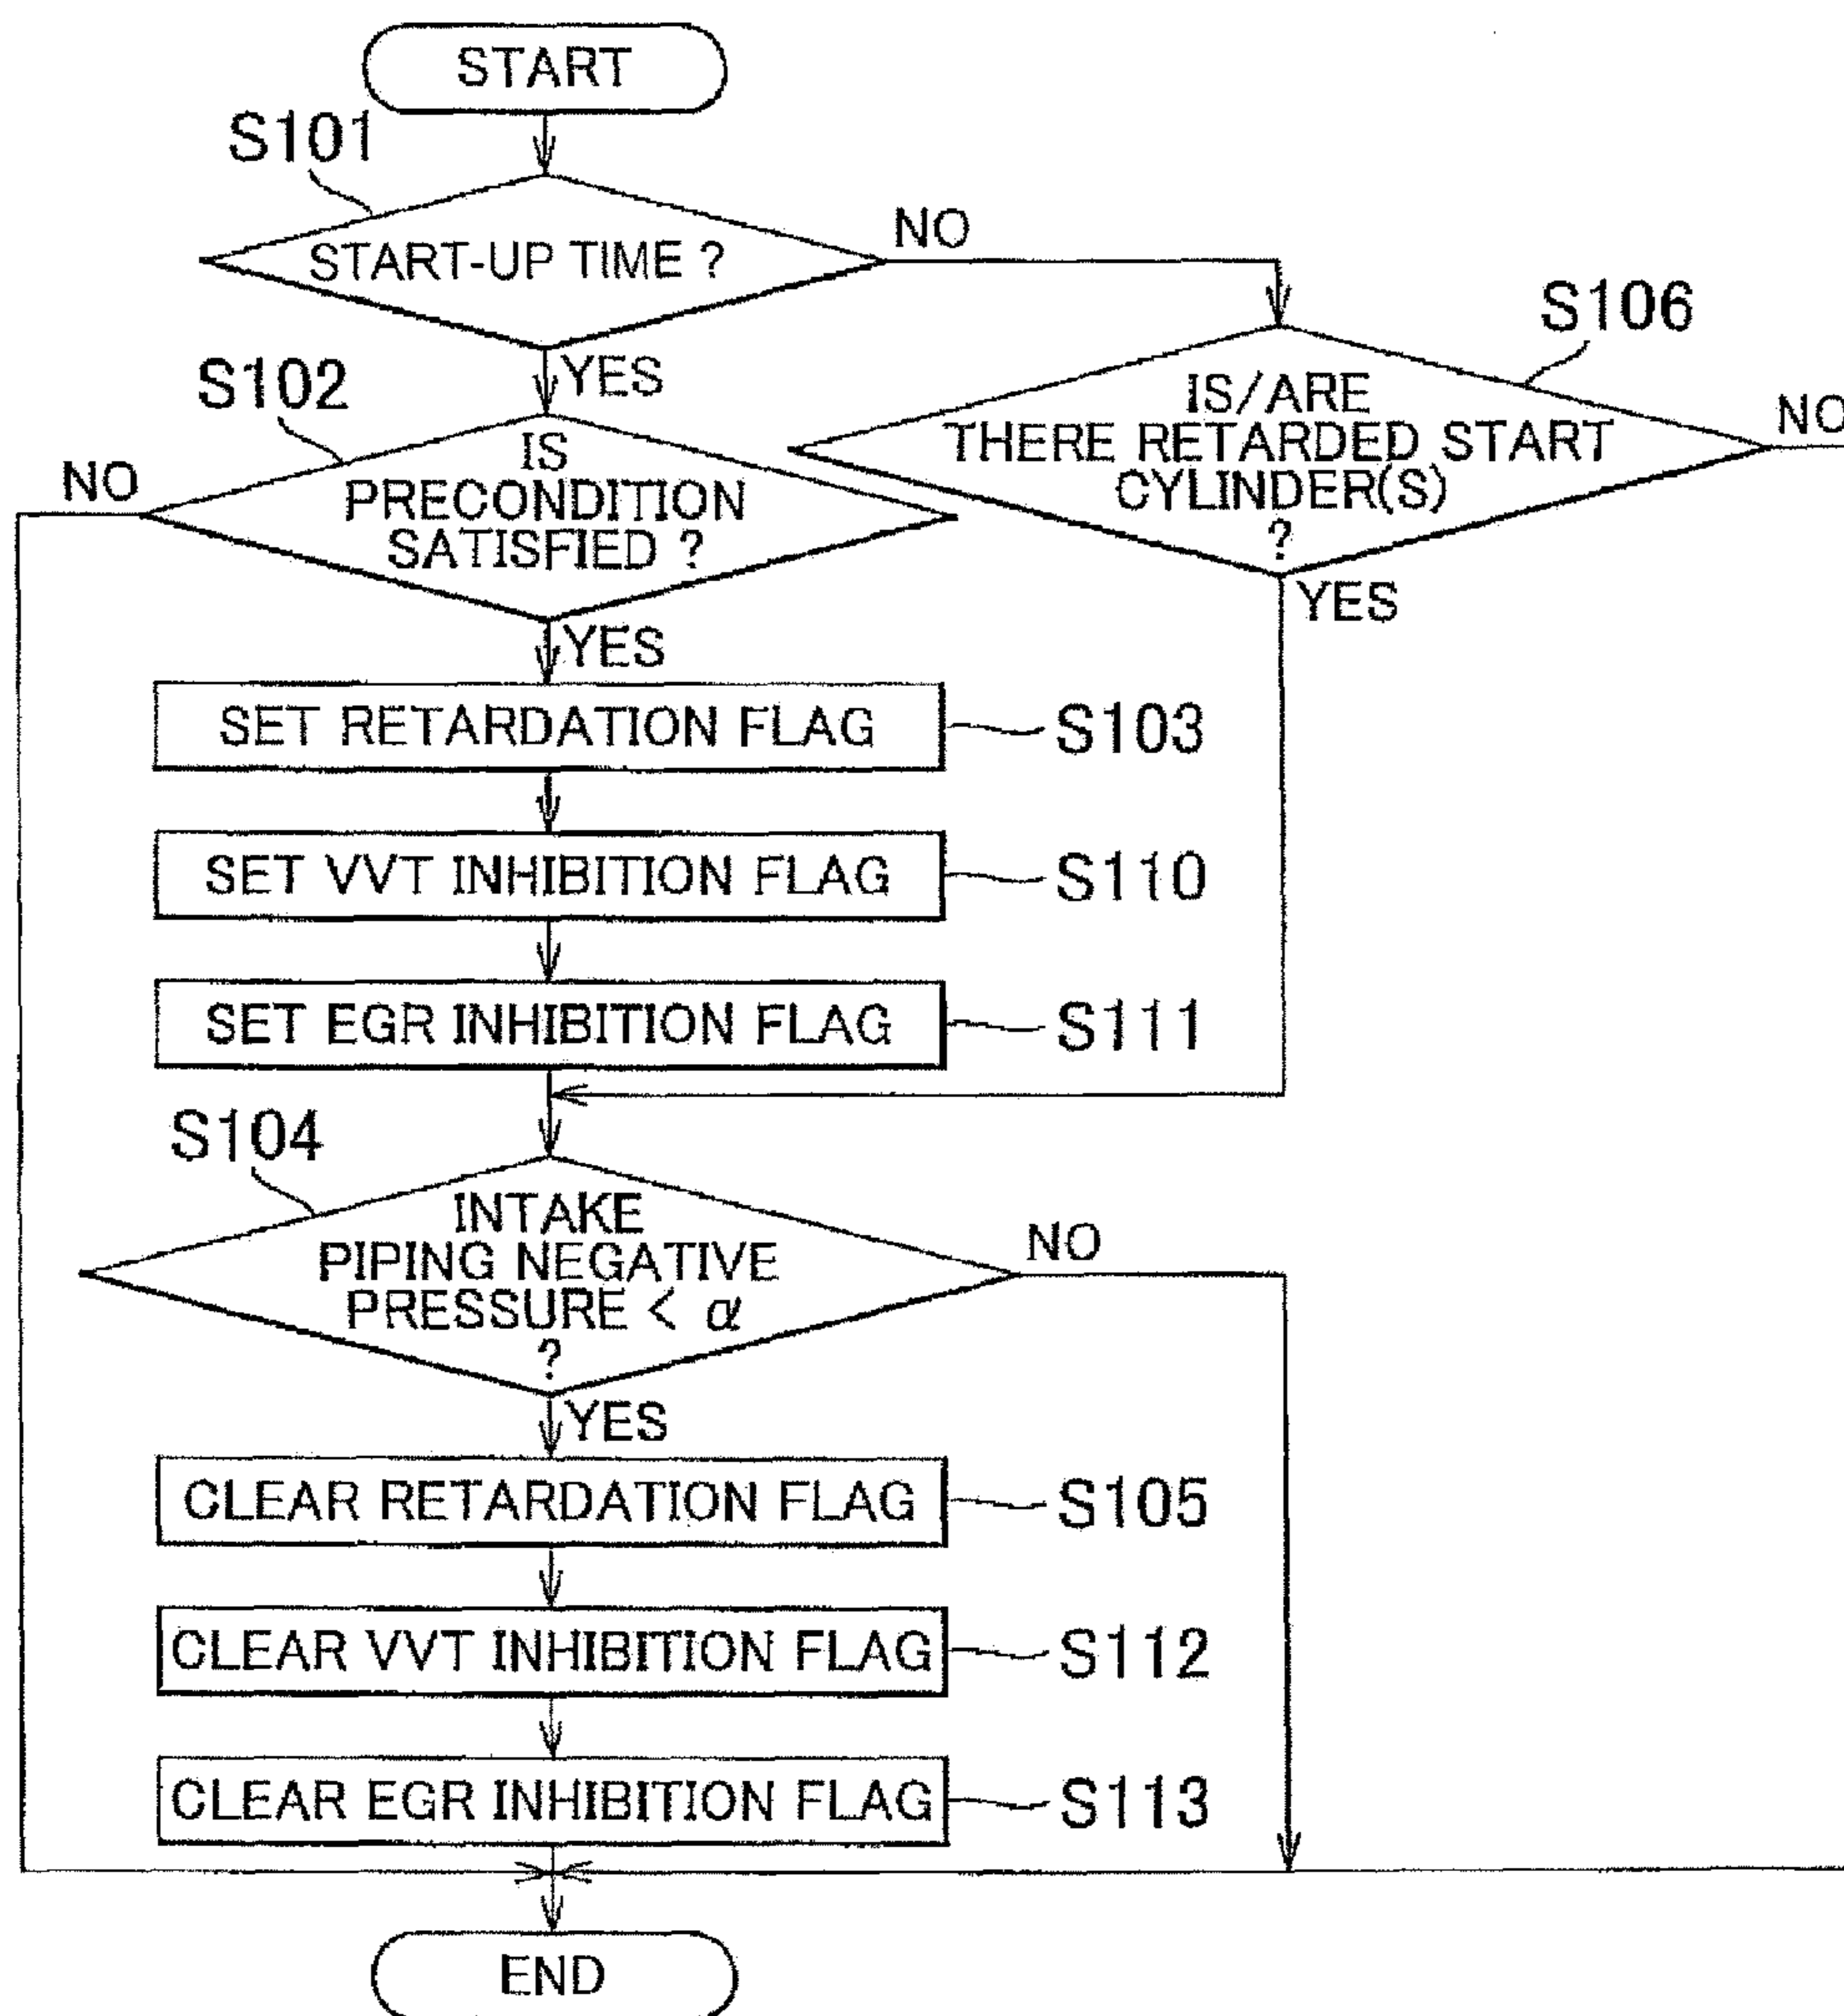 START
S101
START-UP TIME ?
NO
YES
S106
IS/ARE
THERE RETARDED START
CYLINDER(S)
?
NO
YES
S102
IS
PRECONDITION
SATISFIED ?
NO
YES
SET RETARDATION FLAG
S103
SET VVT INHIBITION FLAG
S110
SET EGR INHIBITION FLAG
S111
S104
INTAKE
PIPING NEGATIVE
PRESSURE < α
?
NO
YES
CLEAR RETARDATION FLAG
S105
CLEAR VVT INHIBITION FLAG
S112
CLEAR EGR INHIBITION FLAG
S113
END